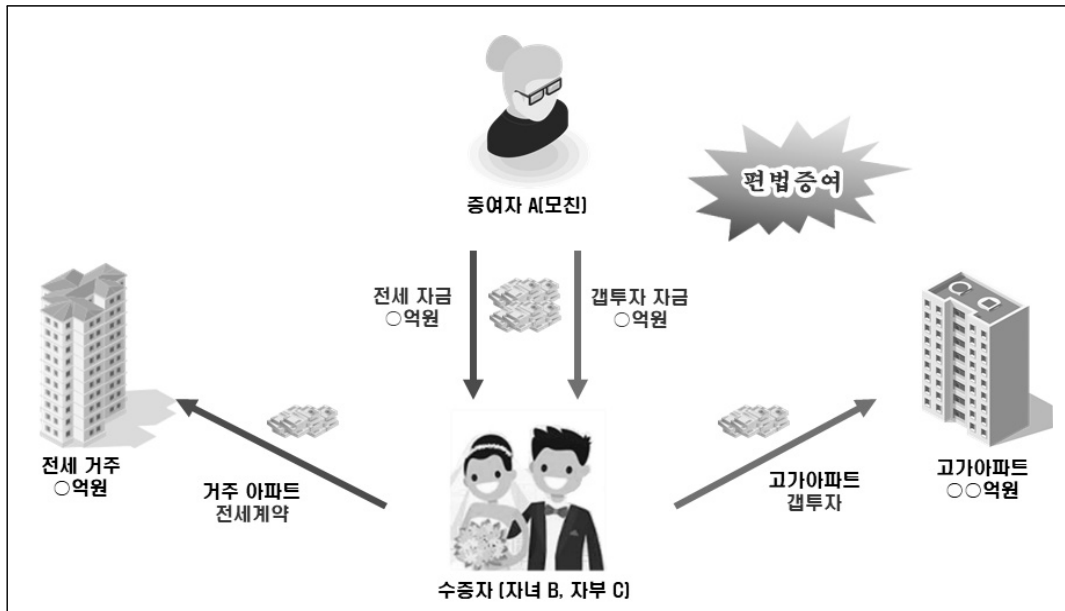 편법증여
증여자 A(모친)
전세 자금
○억원
갭투자 자금
○억원
전세 거주
○억원
거주 아파트
전세계약
고가아파트
갭투자
고가아파트
○○억원
수증자 (자녀 B, 자부 C)